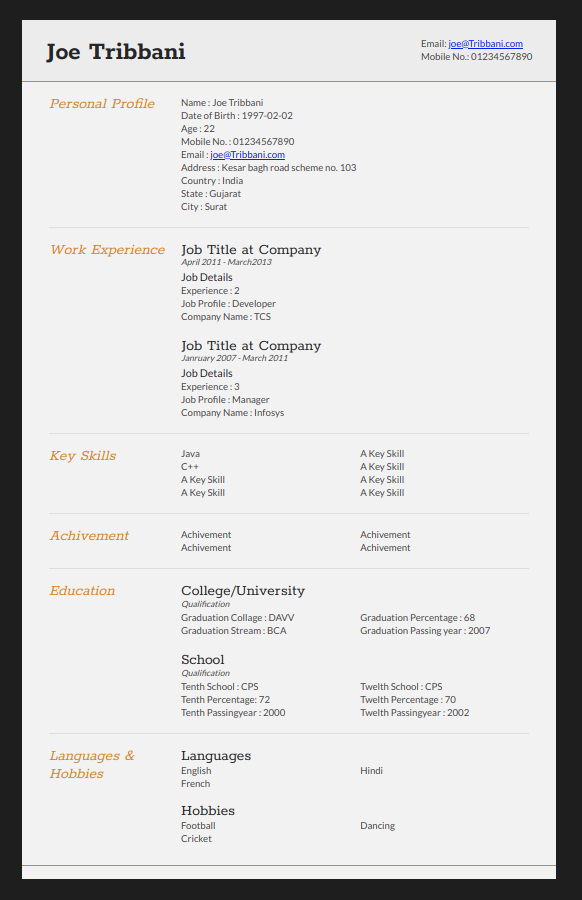 Joe Tribbani
Email: joe@Tribbani.com
Mobile No.: 01234567890
Personal Profile
Name : Joe Tribbani
Date of Birth : 1997-02-02
Age : 22
Mobile No. : 01234567890
Email : joe@Tribbani.com
Address : Kesar bagh road scheme no. 103
Country : India
State : Gujarat
City : Surat
Work Experience
Job Title at Company
April 2011 - March2013
Job Details
Experience : 2
Job Profile : Developer
Company Name : TCS
Job Title at Company
Janruary 2007 - March 2011
Job Details
Experience : 3
Job Profile : Manager
Company Name : Infosys
Key Skills
Java
C++
A Key Skill
A Key Skill
A Key Skill
A Key Skill
A Key Skill
A Key Skill
Achivement
Achivement
Achivement
Achivement
Achivement
Education
College/University
Qualification
Graduation Collage : DAVV
Graduation Stream : BCA
Graduation Percentage : 68
Graduation Passing year : 2007
School
Qualification
Tenth School : CPS
Tenth Percentage: 72
Tenth Passingyear : 2000
Twelth School : CPS
Twelth Percentage : 70
Twelth Passingyear : 2002
Languages &
Hobbies
Languages
English
French
Hindi
Hobbies
Football
Cricket
Dancing